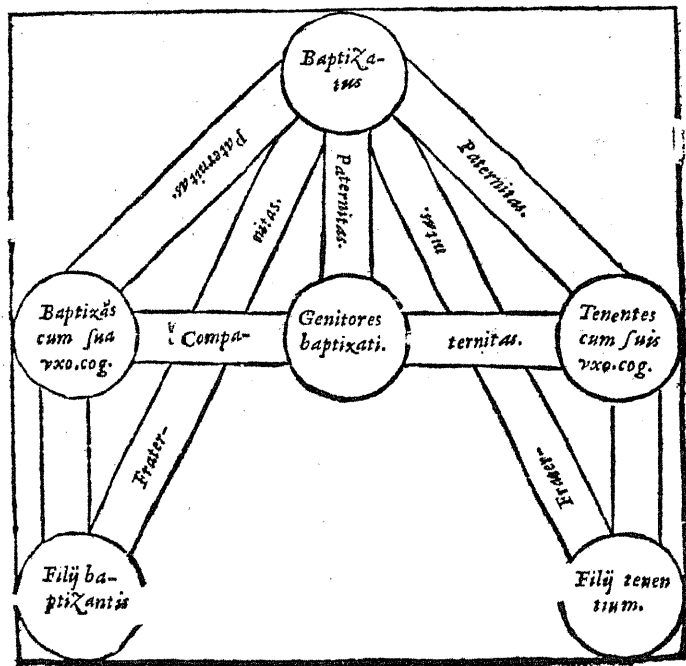 BaptiZa-
tus
Paternitas.
nitas.
Paternitas.
nitas.
Paternitas.
Baptizãs
cum ſua
vxo.cog.
Compa-
Genitores
baptizati.
ternitas.
Tenentes
cum ſuis
vxo.cog.
Frater-
Frater-
Filij ba-
ptiZantis
Filij tenen
tium.